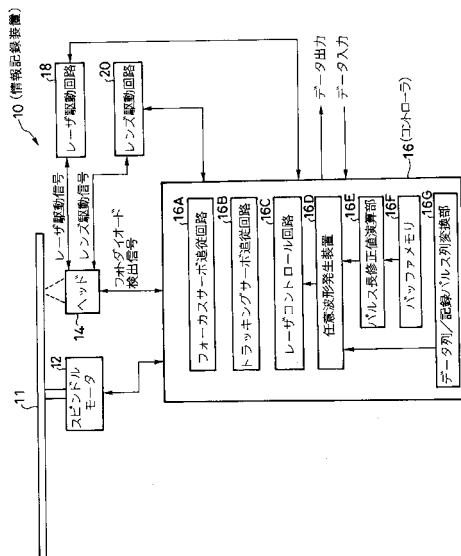 10 (情報記録装置)
11
12
スピンドル
モータ
14
ヘッド
レーザ駆動信号
レンズ駆動信号
フォトダイオード
検出信号
18
レーザ駆動回路
20
レンズ駆動回路
16 (コントローラ)
データ出力
データ入力
16A
フォーカスサーボ追従回路
16B
トラッキングサーボ追従回路
16C
レーザコントロール回路
16D
任意波形発生装置
16E
パルス長修正値演算部
16F
バッファメモリ
16G
データ列/記録パルス列変換部